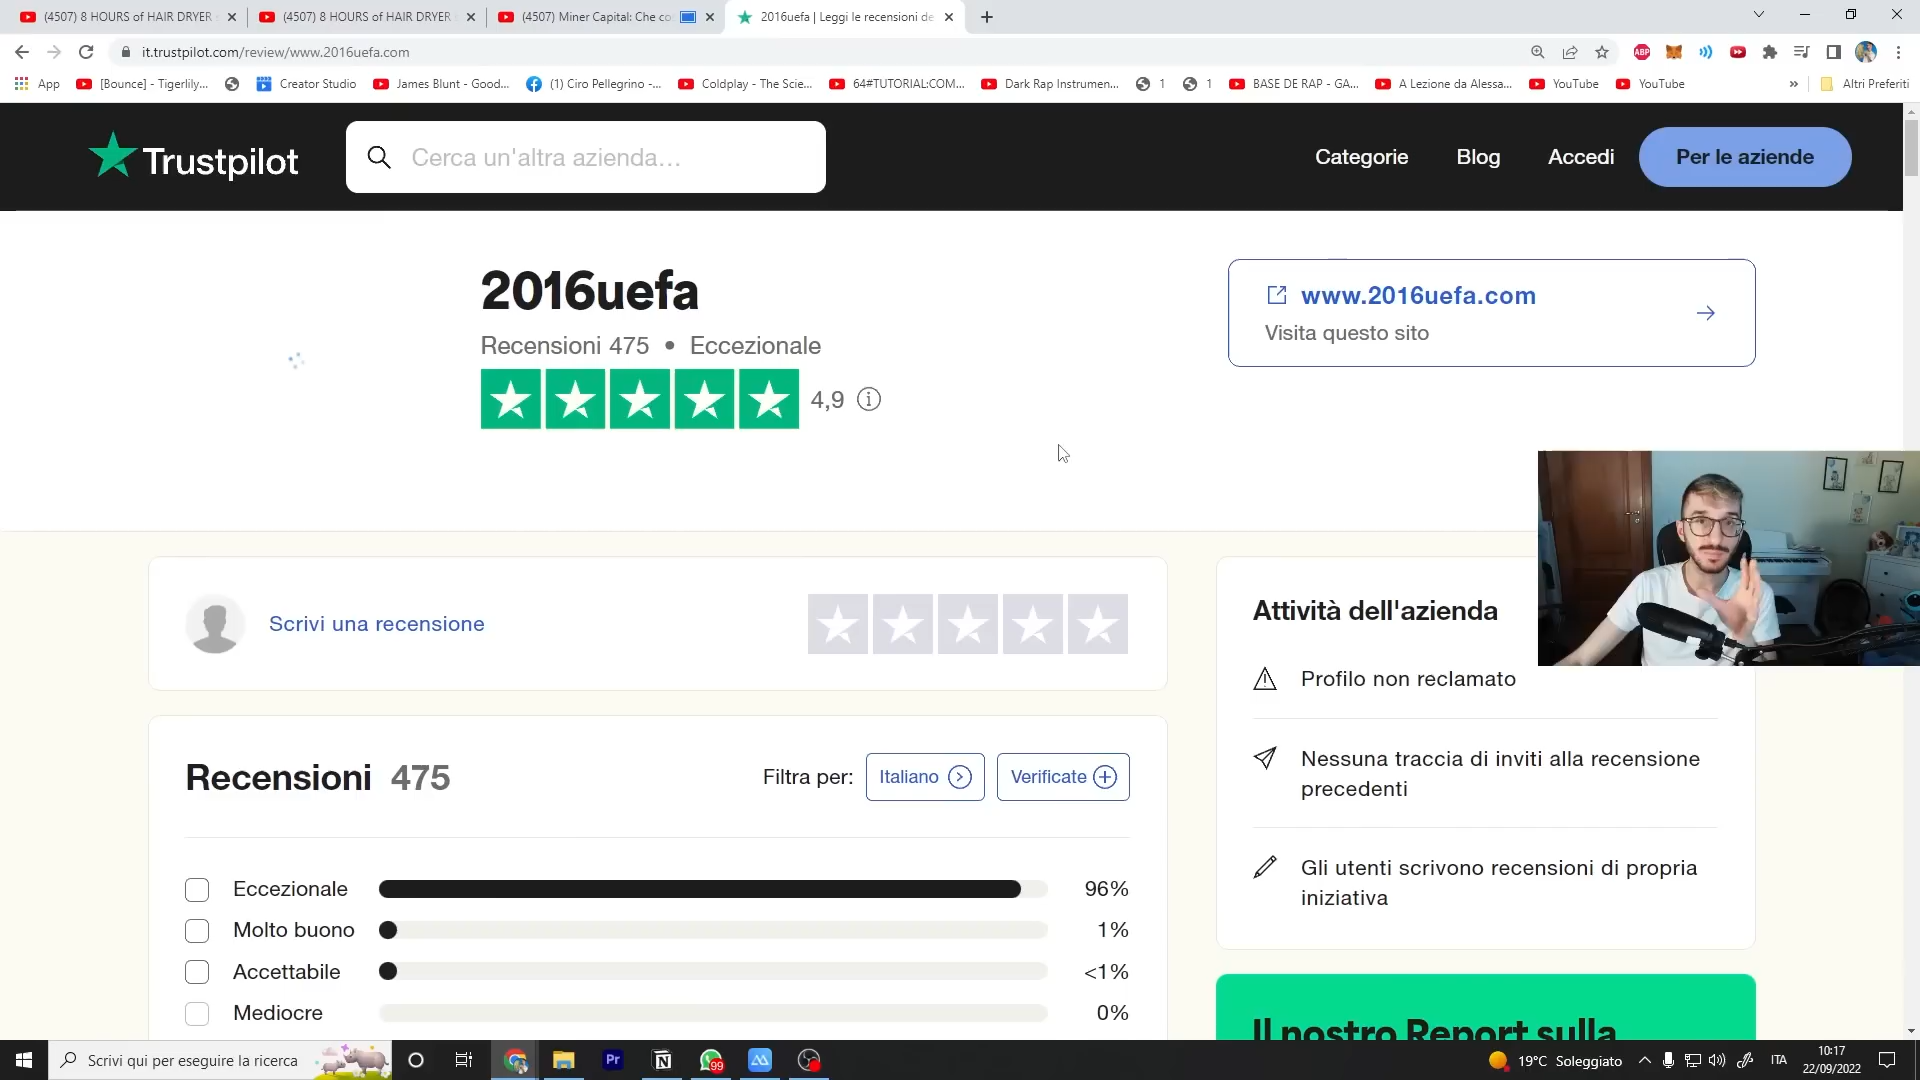 (4507) 8 HOURS of HAIR DRYER
(4507) 8 HOURS of HAIR DRYER
(4507) Miner Capital: Che co
2016uefa | Leggi le recensioni de
it.trustpilot.com/review/www.2016uefa.com
ABP
App
[Bounce] - Tigerlily...
Creator Studio
James Blunt - Good...
(1) Ciro Pellegrino -...
Coldplay - The Scie...
64#TUTORIAL:COM...
Dark Rap Instrumen...
1
1
BASE DE RAP - GA...
A Lezione da Alessa...
YouTube
YouTube
»
Altri Preferiti
Trustpilot
Cerca un'altra azienda...
Categorie
Blog
Accedi
Per le aziende
2016uefa
Recensioni 475 • Eccezionale
4,9
www.2016uefa.com
Visita questo sito
Scrivi una recensione
Recensioni 475
Filtra per:
Italiano
Verificate
Eccezionale 96%
Molto buono 1%
Accettabile <1%
Mediocre 0%
Attività dell'azienda
Profilo non reclamato
Nessuna traccia di inviti alla recensione
precedenti
Gli utenti scrivono recensioni di propria
iniziativa
Il nostro Report sulla
Scrivi qui per eseguire la ricerca
Pr
99
19°C Soleggiato
ITA
10:17
22/09/2022